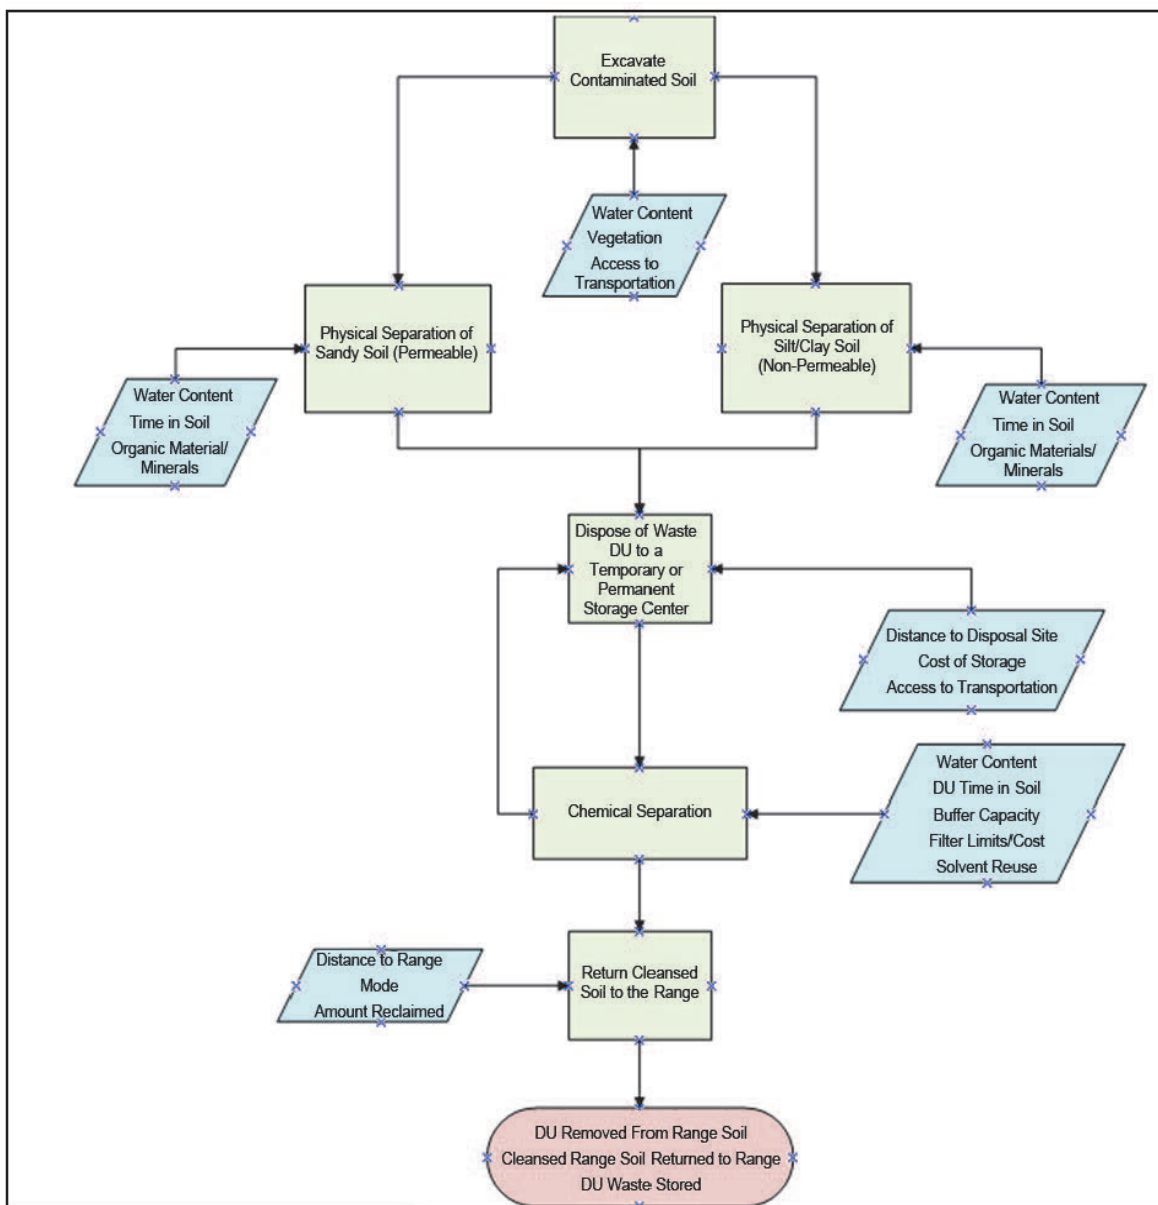 Excavate
Contaminated Soil
Water Content
Vegetation
Access to
Transportation
Physical Separation of
Sandy Soil (Permeable)
Physical Separation of
Silt/Clay Soil
(Non-Permeable)
Water Content
Time in Soil
Organic Material/
Minerals
Water Content
Time in Soil
Organic Materials/
Minerals
Dispose of Waste
DU to a
Temporary or
Permanent
Storage Center
Distance to Disposal Site
Cost of Storage
Access to Transportation
Water Content
DU Time in Soil
Buffer Capacity
Filter Limits/Cost
Solvent Reuse
Chemical Separation
Distance to Range
Mode
Amount Reclaimed
Return Cleansed
Soil to the Range
DU Removed From Range Soil
Cleansed Range Soil Returned to Range
DU Waste Stored